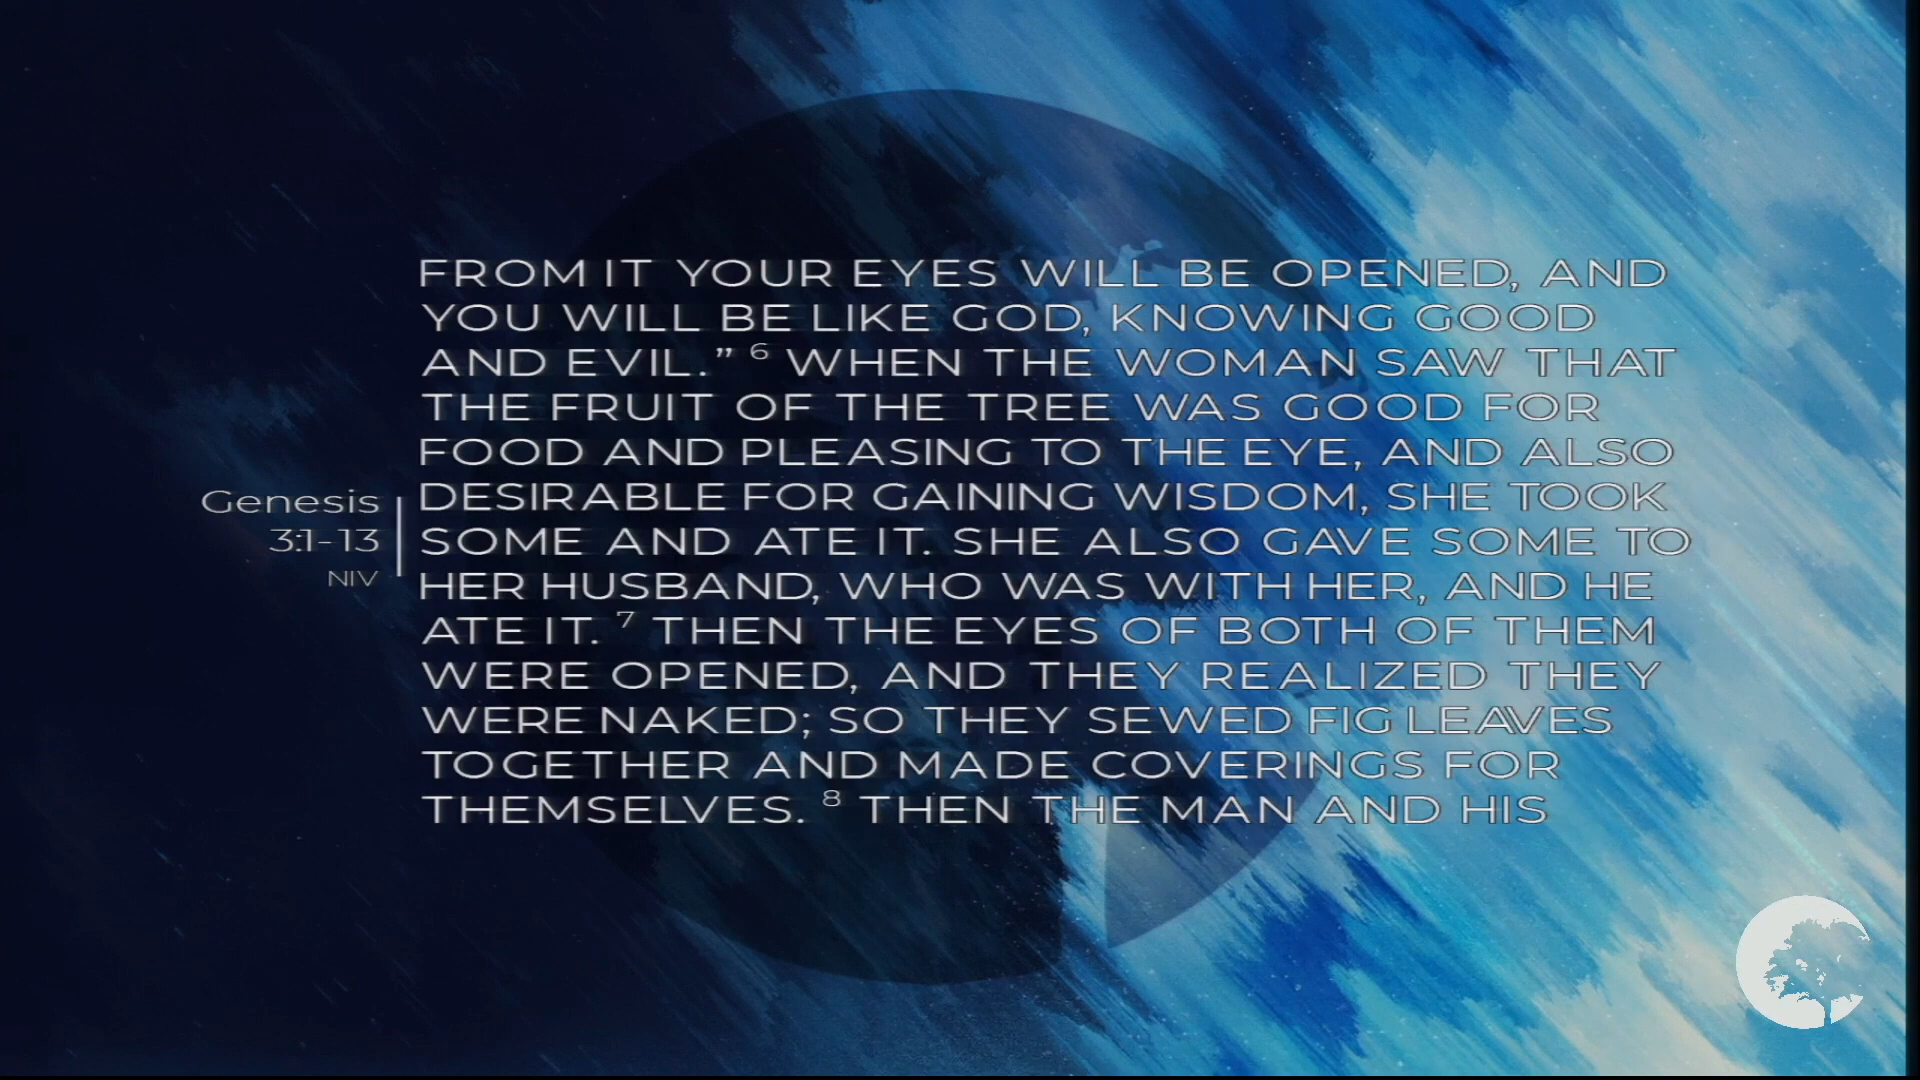 Genesis
3:1-13
NIV
FROM IT YOUR EYES WILL BE OPENED, AND
YOU WILL BE LIKE GOD, KNOWING GOOD
AND EVIL.” 6 WHEN THE WOMAN SAW THAT
THE FRUIT OF THE TREE WAS GOOD FOR
FOOD AND PLEASING TO THE EYE, AND ALSO
DESIRABLE FOR GAINING WISDOM, SHE TOOK
SOME AND ATE IT. SHE ALSO GAVE SOME TO
HER HUSBAND, WHO WAS WITH HER, AND HE
ATE IT. 7 THEN THE EYES OF BOTH OF THEM
WERE OPENED, AND THEY REALIZED THEY
WERE NAKED; SO THEY SEWED FIG LEAVES
TOGETHER AND MADE COVERINGS FOR
THEMSELVES. 8 THEN THE MAN AND HIS